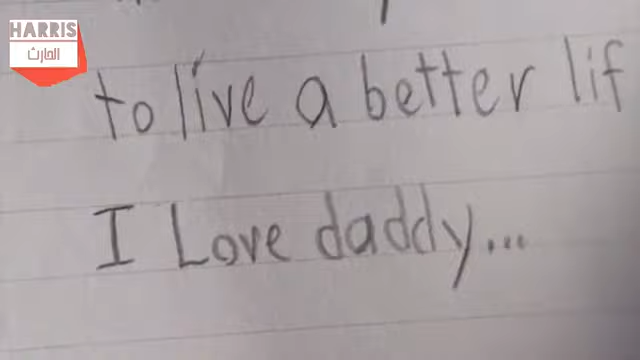 HARRIS
الحارث
to live a better lif
I Love daddy...